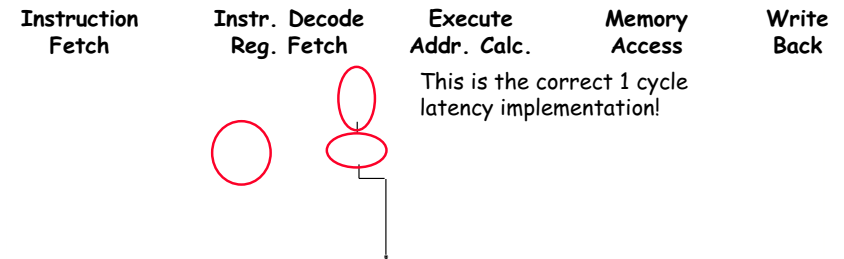 Instruction Instr. Decode Execute Memory Write
Fetch Reg. Fetch Addr. Calc. Access Back
This is the correct 1 cycle
latency implementation!